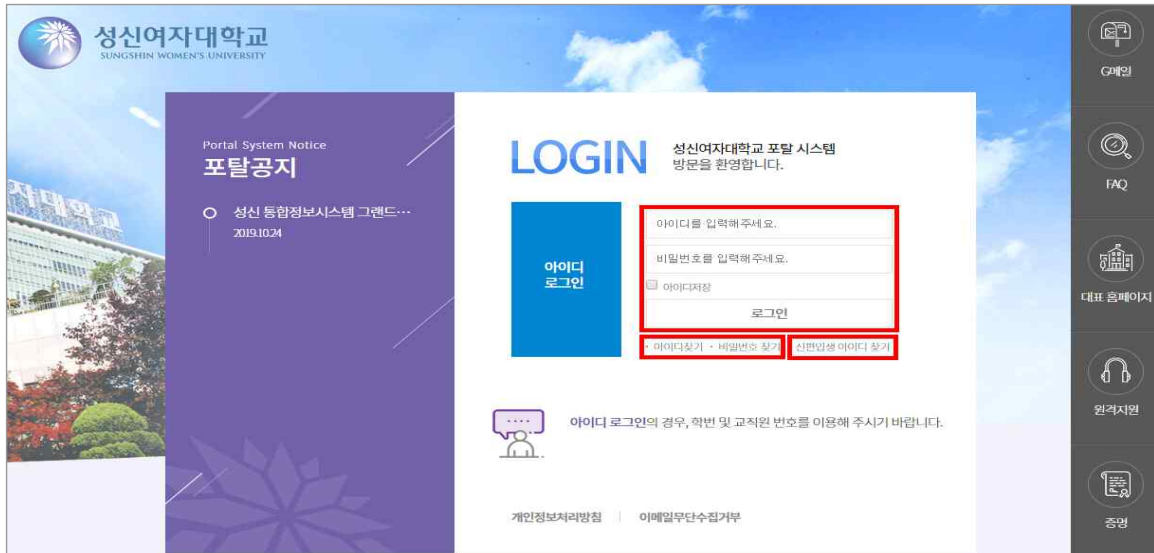 성신여자대학교
SUNGSHIN WOMEN'S UNIVERSITY
Portal System Notice
포탈공지
성신 통합정보시스템 그랜드…
2019.10.24
LOGIN
성신여자대학교 포탈 시스템
방문을 환영합니다.
아이디
로그인
아이디를 입력해주세요.
비밀번호를 입력해주세요.
아이디저장
로그인
· 아이디찾기 · 비밀번호 찾기
신편입생 아이디 찾기
아이디 로그인의 경우, 학번 및 교직원 번호를 이용해 주시기 바랍니다.
개인정보처리방침
이메일무단수집거부
G메일
FAQ
대표 홈페이지
원격지원
증명
자대학교